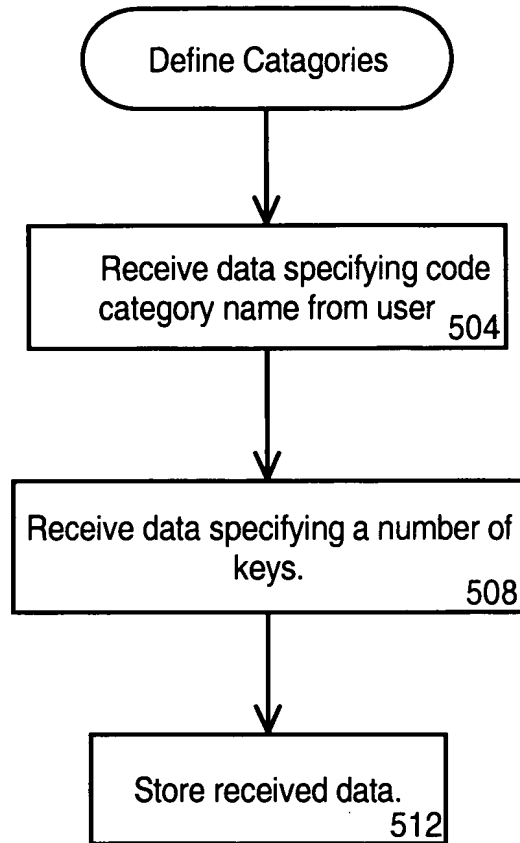 Define Catagories
Receive data specifying code
category name from user
504
Receive data specifying a number of
keys.
508
Store received data.
512